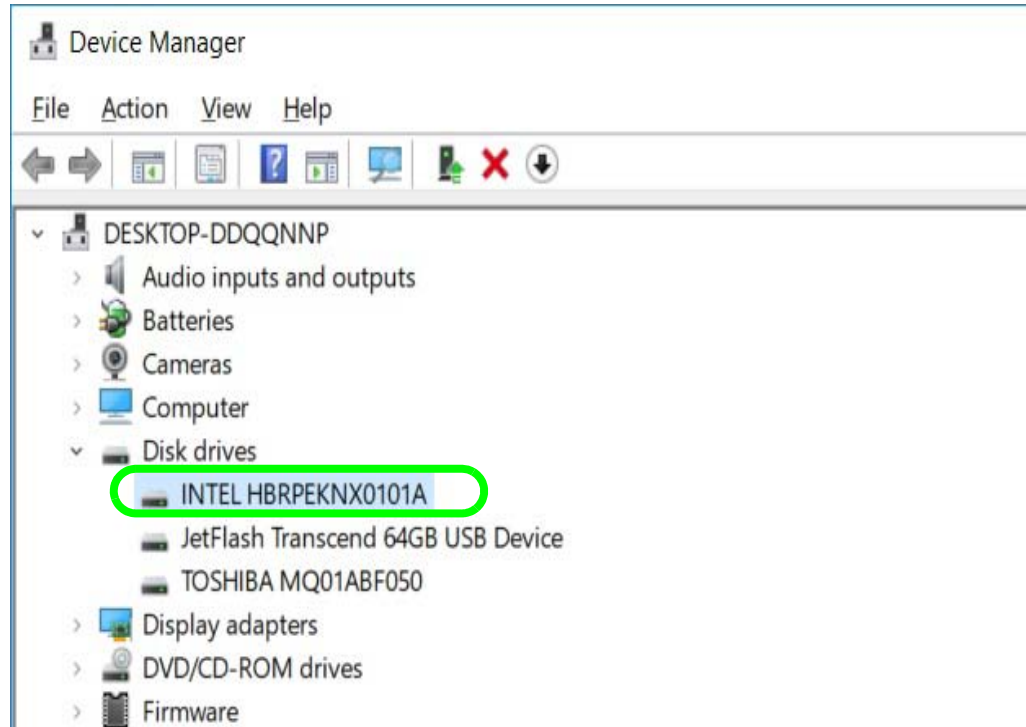 Device Manager
File Action View Help
DESKTOP-DDQQNNP
Audio inputs and outputs
Batteries
Cameras
Computer
Disk drives
INTEL HBRPEKNX0101A
JetFlash Transcend 64GB USB Device
TOSHIBA MQ01ABF050
Display adapters
DVD/CD-ROM drives
Firmware